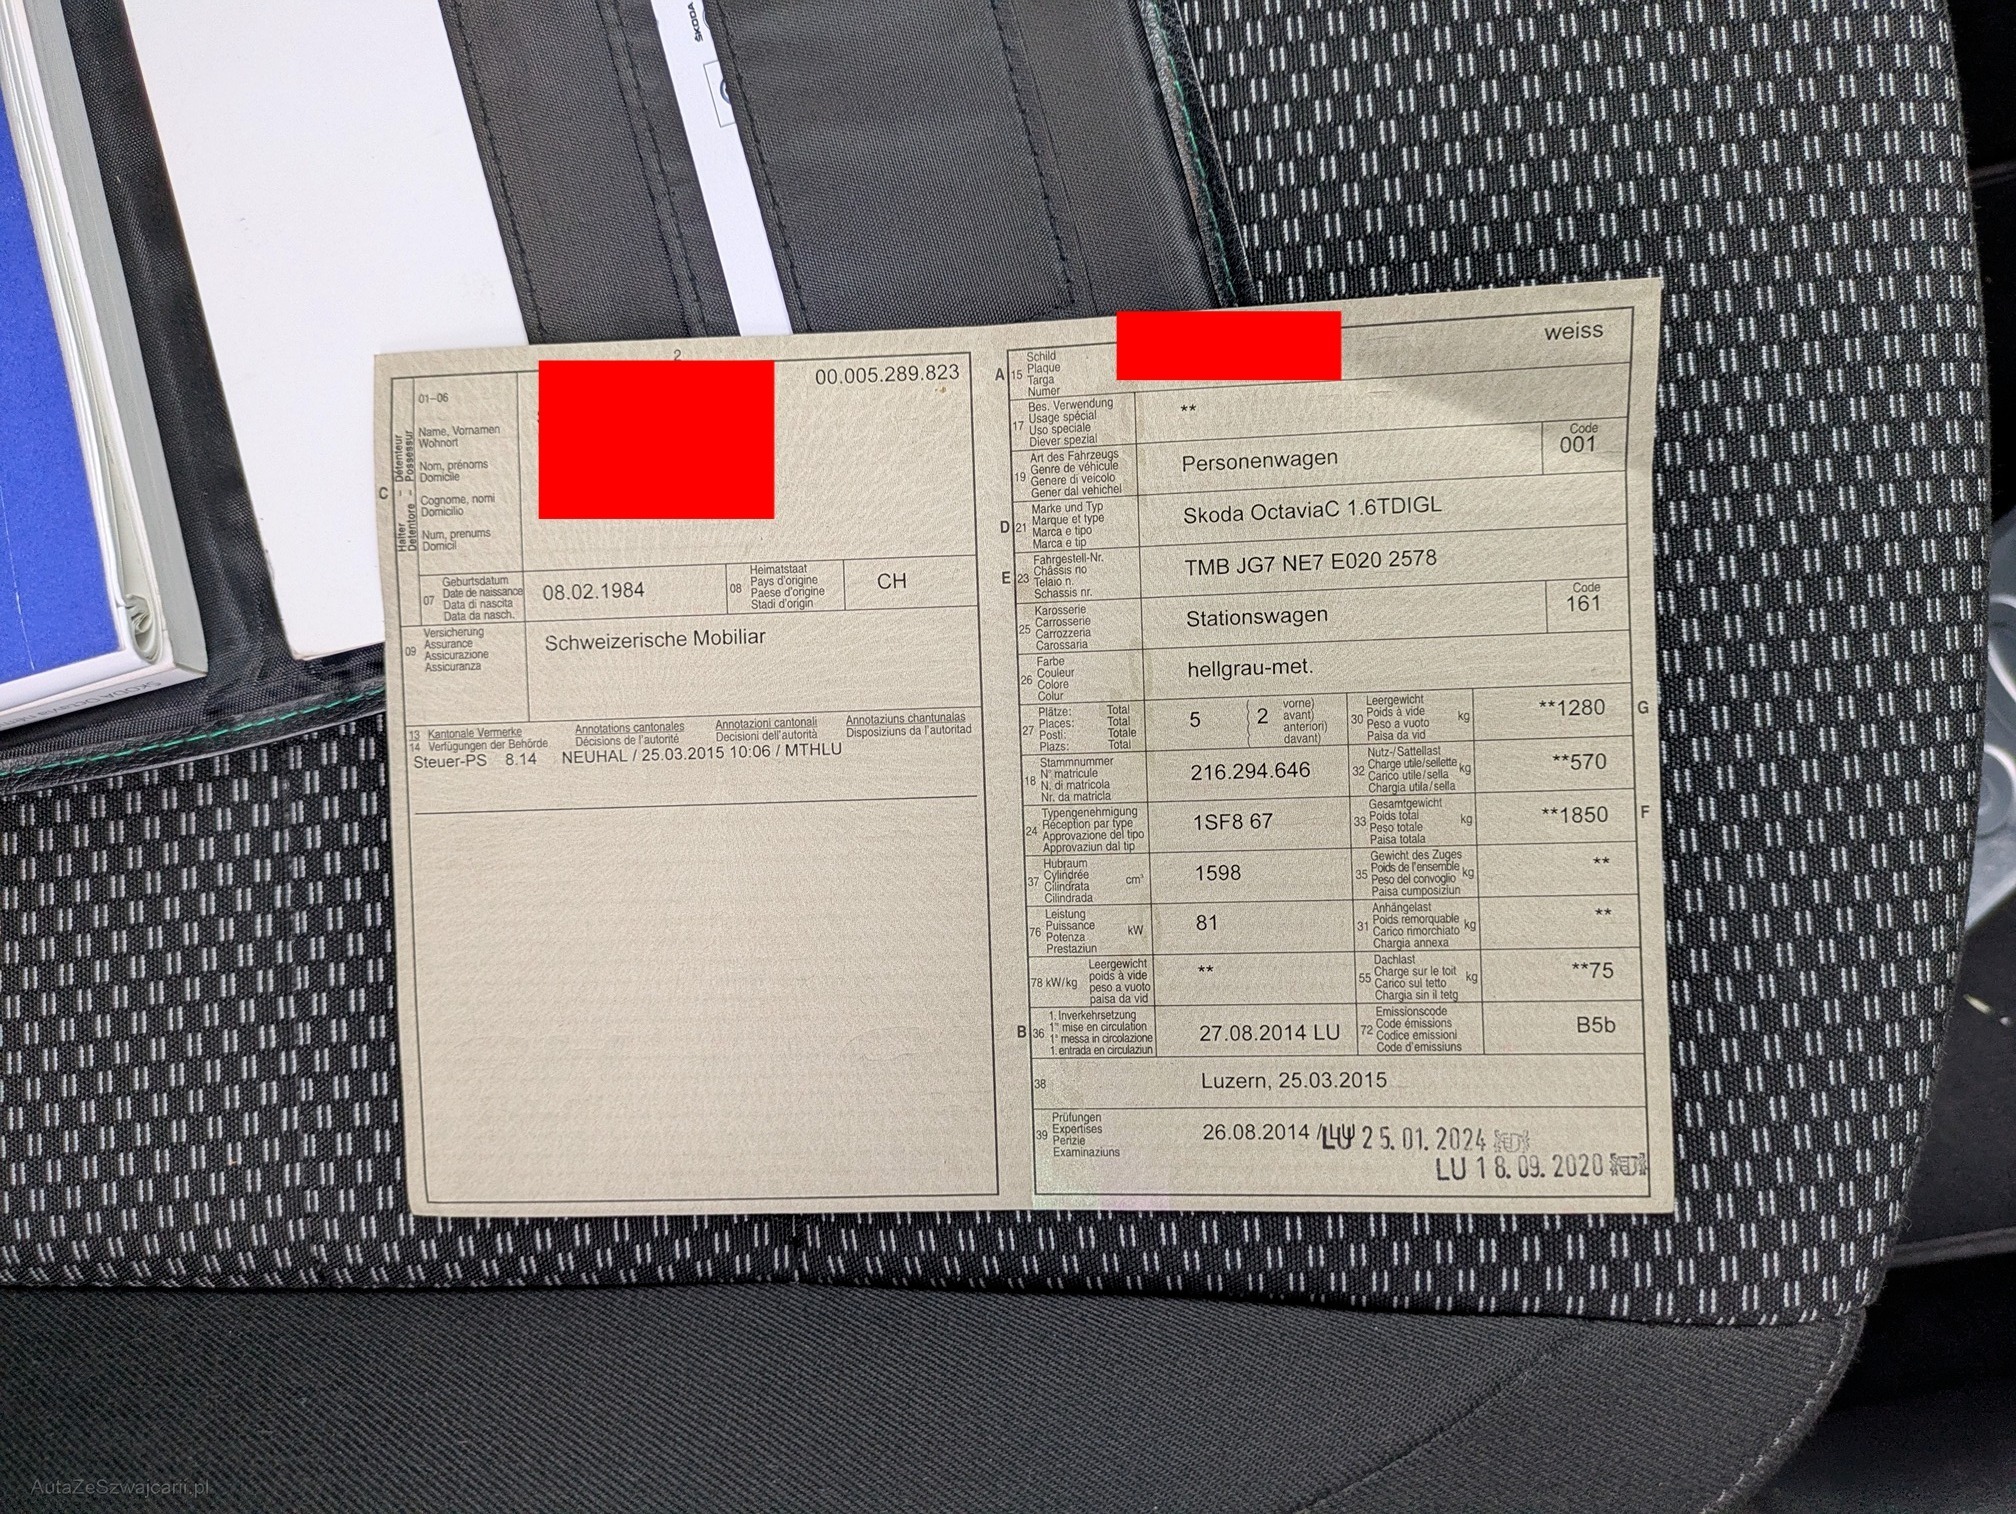 ŠKODA
2
01–06
00.005.289.823
C
Halter – Détenteur
Detentore – Possessur
Name, Vornamen
Wohnort
Nom, prénoms
Domicile
Cognome, nomi
Domicilio
Num, prenums
Domicil
07
Geburtsdatum
Date de naissance
Data di nascita
Data da nasch.
08.02.1984
08
Heimatstaat
Pays d'origine
Paese d'origine
Stadi d'origin
CH
09
Versicherung
Assurance
Assicurazione
Assicuranza
Schweizerische Mobiliar
13 Kantonale Vermerke Annotations cantonales Annotazioni cantonali Annotaziuns chantunalas
14 Verfügungen der Behörde Décisions de l'autorité Decisioni dell'autorità Disposiziuns da l'autoritad
Steuer-PS 8.14 NEUHAL / 25.03.2015 10:06 / MTHLU
A 15
Schild
Plaque
Targa
Numer
weiss
17
Bes. Verwendung
Usage spécial
Uso speciale
Diever spezial
**
19
Art des Fahrzeugs
Genre de véhicule
Genere di veicolo
Gener dal vehichel
Personenwagen
Code
001
D 21
Marke und Typ
Marque et type
Marca e tipo
Marca e tip
Skoda OctaviaC 1.6TDIGL
E 23
Fahrgestell-Nr.
Châssis no
Telaio n.
Schassis nr.
TMB JG7 NE7 E020 2578
25
Karosserie
Carrosserie
Carrozzeria
Carossaria
Stationswagen
Code
161
26
Farbe
Couleur
Colore
Colur
hellgrau-met.
27
Plätze: Total
Places: Total
Posti: Totale
Plazs: Total
5
2
vorne)
avant)
anteriori)
davant)
30
Leergewicht
Poids à vide
Peso a vuoto
Paisa da vid
kg
**1280
G
18
Stammnummer
N° matricule
N. di matricola
Nr. da matricla
216.294.646
32
Nutz-/Sattellast
Charge utile/sellette
Carico utile/sella
Chargia utila/sella
kg
**570
24
Typengenehmigung
Réception par type
Approvazione del tipo
Approvaziun dal tip
1SF8 67
33
Gesamtgewicht
Poids total
Peso totale
Paisa totala
kg
**1850
F
37
Hubraum
Cylindrée
Cilindrata
Cilindrada
cm³
1598
35
Gewicht des Zuges
Poids de l'ensemble
Peso del convoglio
Paisa cumposiziun
kg
**
76
Leistung
Puissance
Potenza
Prestaziun
kW
81
31
Anhängelast
Poids remorquable
Carico rimorchiato
Chargia annexa
kg
**
78 kW/kg
Leergewicht
poids à vide
peso a vuoto
paisa da vid
**
55
Dachlast
Charge sur le toit
Carico sul tetto
Chargia sin il tetg
kg
**75
B 36
1. Inverkehrsetzung
1re mise en circulation
1a messa in circolazione
1. entrada en circulaziun
27.08.2014 LU
72
Emissionscode
Code émissions
Codice emissioni
Code d'emissiuns
B5b
38
Luzern, 25.03.2015
39
Prüfungen
Expertises
Perizie
Examinaziuns
26.08.2014 / LU 25.01.2024
LU 18.09.2020
AutaZeSzwajcarii.pl